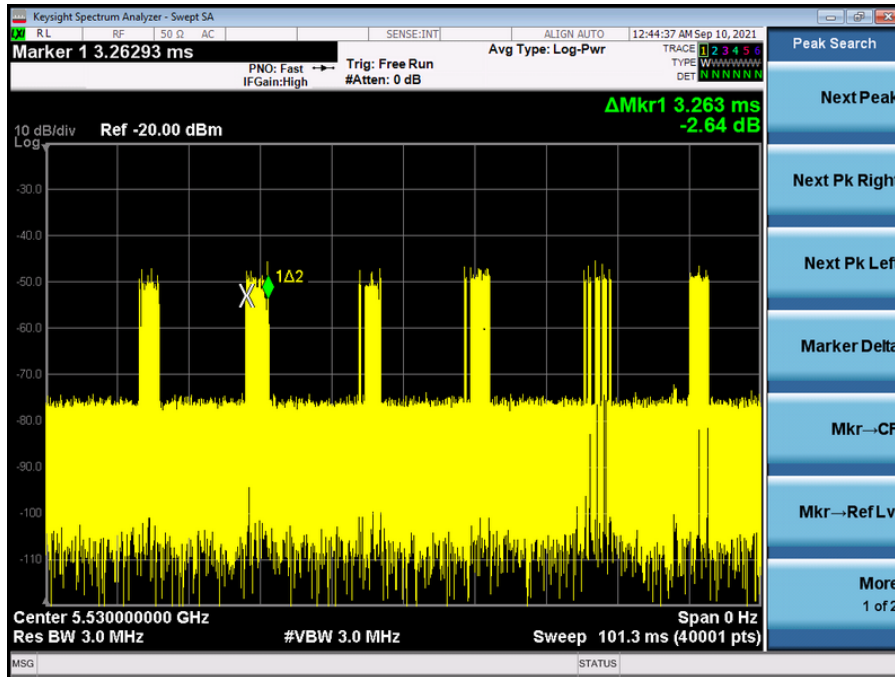 Keysight Spectrum Analyzer - Swept SA
LXI RL RF 50 Ω AC SENSE:INT ALIGN AUTO 12:44:37 AM Sep 10, 2021
Marker 1 3.26293 ms
PNO: Fast
IFGain:High
Trig: Free Run
#Atten: 0 dB
Avg Type: Log-Pwr
TRACE 1 2 3 4 5 6
TYPE W
DET N N N N N N
Peak Search
ΔMkr1 3.263 ms
-2.64 dB
10 dB/div
Log
Ref -20.00 dBm
-30.0
-40.0
-50.0
-60.0
-70.0
-80.0
-90.0
-100
-110
X
1Δ2
Center 5.530000000 GHz
Res BW 3.0 MHz
#VBW 3.0 MHz
Span 0 Hz
Sweep 101.3 ms (40001 pts)
Next Peak
Next Pk Right
Next Pk Left
Marker Delta
Mkr→CF
Mkr→Ref Lv
More
1 of 2
MSG
STATUS